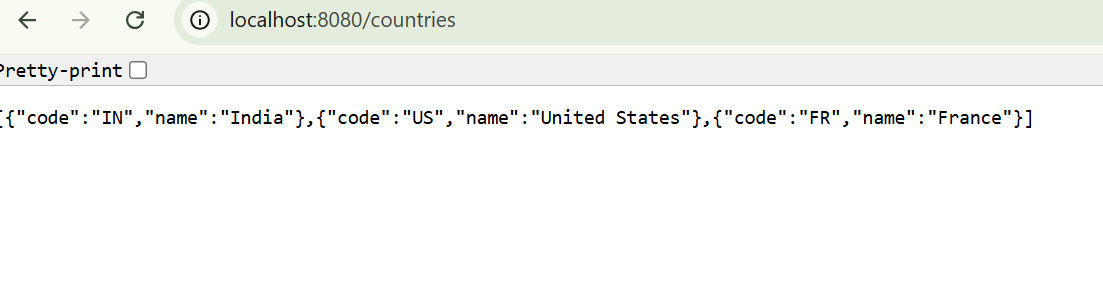 localhost:8080/countries
Pretty-print
[{"code":"IN","name":"India"},{"code":"US","name":"United States"},{"code":"FR","name":"France"}]